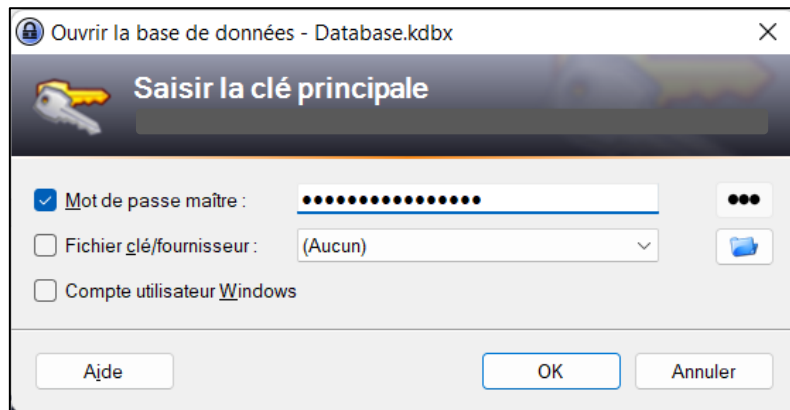 Ouvrir la base de données - Database.kdbx
Saisir la clé principale
Mot de passe maître : ●●●●●●●●●●●●●●●●
Fichier clé/fournisseur : (Aucun)
Compte utilisateur Windows
Aide OK Annuler